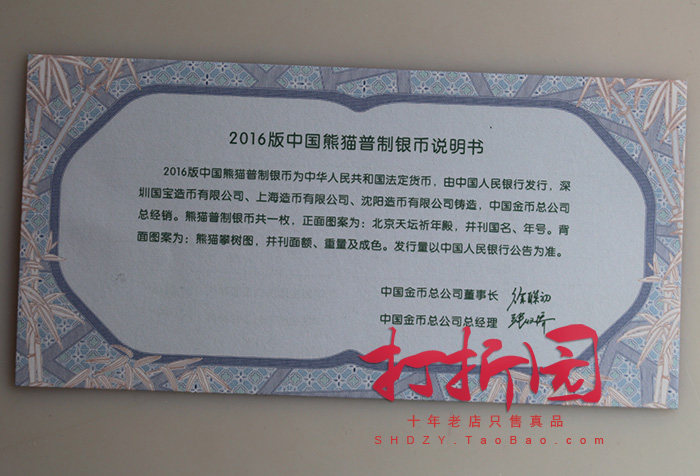 2016版中国熊猫普制银币说明书
2016版中国熊猫普制银币为中华人民共和国法定货币，由中国人民银行发行，深
圳国宝造币有限公司、上海造币有限公司、沈阳造币有限公司铸造，中国金币总公司
总经销。熊猫普制银币共一枚，正面图案为：北京天坛祈年殿，并刊国名、年号。背
面图案为：熊猫攀树图，并刊面额、重量及成色。发行量以中国人民银行公告为准。
中国金币总公司董事长
中国金币总公司总经理
打折园
十年老店只售真品
SHDZY.TaoBao.com